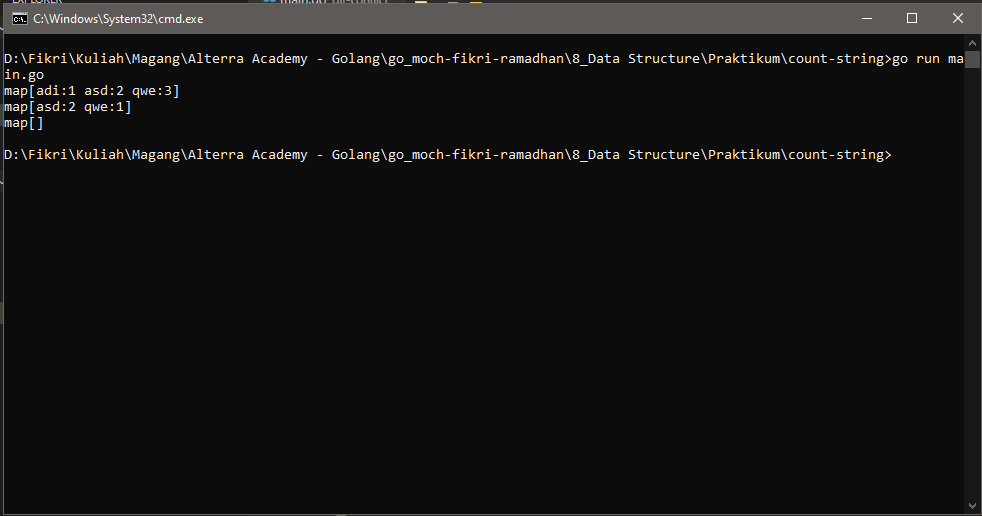 C:\Windows\System32\cmd.exe
D:\Fikri\Kuliah\Magang\Alterra Academy - Golang\go_moch-fikri-ramadhan\8_Data Structure\Praktikum\count-string>go run ma
in.go
map[adi:1 asd:2 qwe:3]
map[asd:2 qwe:1]
map[]
D:\Fikri\Kuliah\Magang\Alterra Academy - Golang\go_moch-fikri-ramadhan\8_Data Structure\Praktikum\count-string>